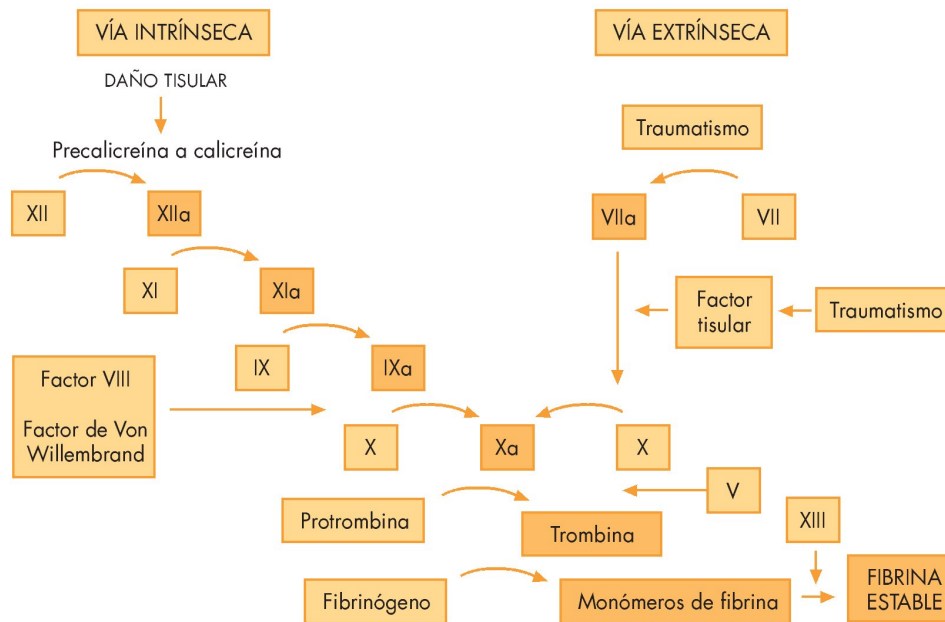 VÍA INTRÍNSECA
VÍA EXTRÍNSECA
DAÑO TISULAR
Precalicreína a calicreína
Traumatismo
XII
XIIa
VIIa
VII
XI
XIa
Factor
tisular
Traumatismo
IX
IXa
Factor VIII
Factor de Von
Willembrand
X
Xa
X
V
Protrombina
Trombina
XIII
Fibrinógeno
Monómeros de fibrina
FIBRINA
ESTABLE